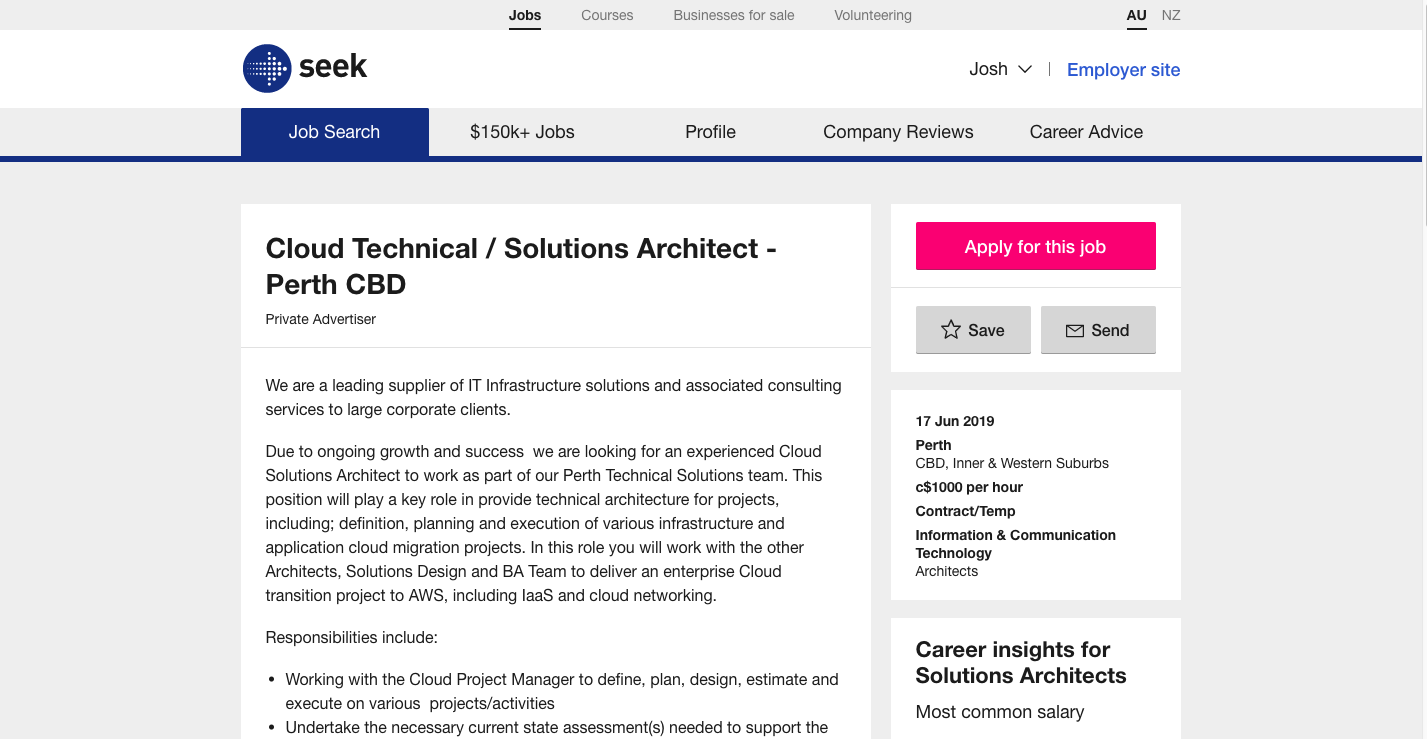 Jobs Courses Businesses for sale Volunteering AU NZ
seek
Josh Employer site
Job Search $150k+ Jobs Profile Company Reviews Career Advice
Cloud Technical / Solutions Architect -
Perth CBD
Private Advertiser
We are a leading supplier of IT Infrastructure solutions and associated consulting
services to large corporate clients.
Due to ongoing growth and success  we are looking for an experienced Cloud
Solutions Architect to work as part of our Perth Technical Solutions team. This
position will play a key role in provide technical architecture for projects,
including; definition, planning and execution of various infrastructure and
application cloud migration projects. In this role you will work with the other
Architects, Solutions Design and BA Team to deliver an enterprise Cloud
transition project to AWS, including IaaS and cloud networking.
Responsibilities include:
• Working with the Cloud Project Manager to define, plan, design, estimate and
execute on various  projects/activities
• Undertake the necessary current state assessment(s) needed to support the
Apply for this job
Save Send
17 Jun 2019
Perth
CBD, Inner & Western Suburbs
c$1000 per hour
Contract/Temp
Information & Communication
Technology
Architects
Career insights for
Solutions Architects
Most common salary